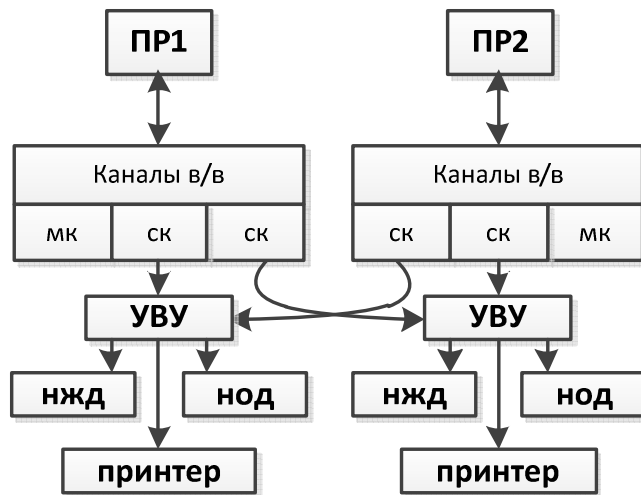 ПР1 ПР2
Каналы в/в Каналы в/в
мк ск ск ск ск мк
УВУ УВУ
нжд нод нжд нод
принтер принтер